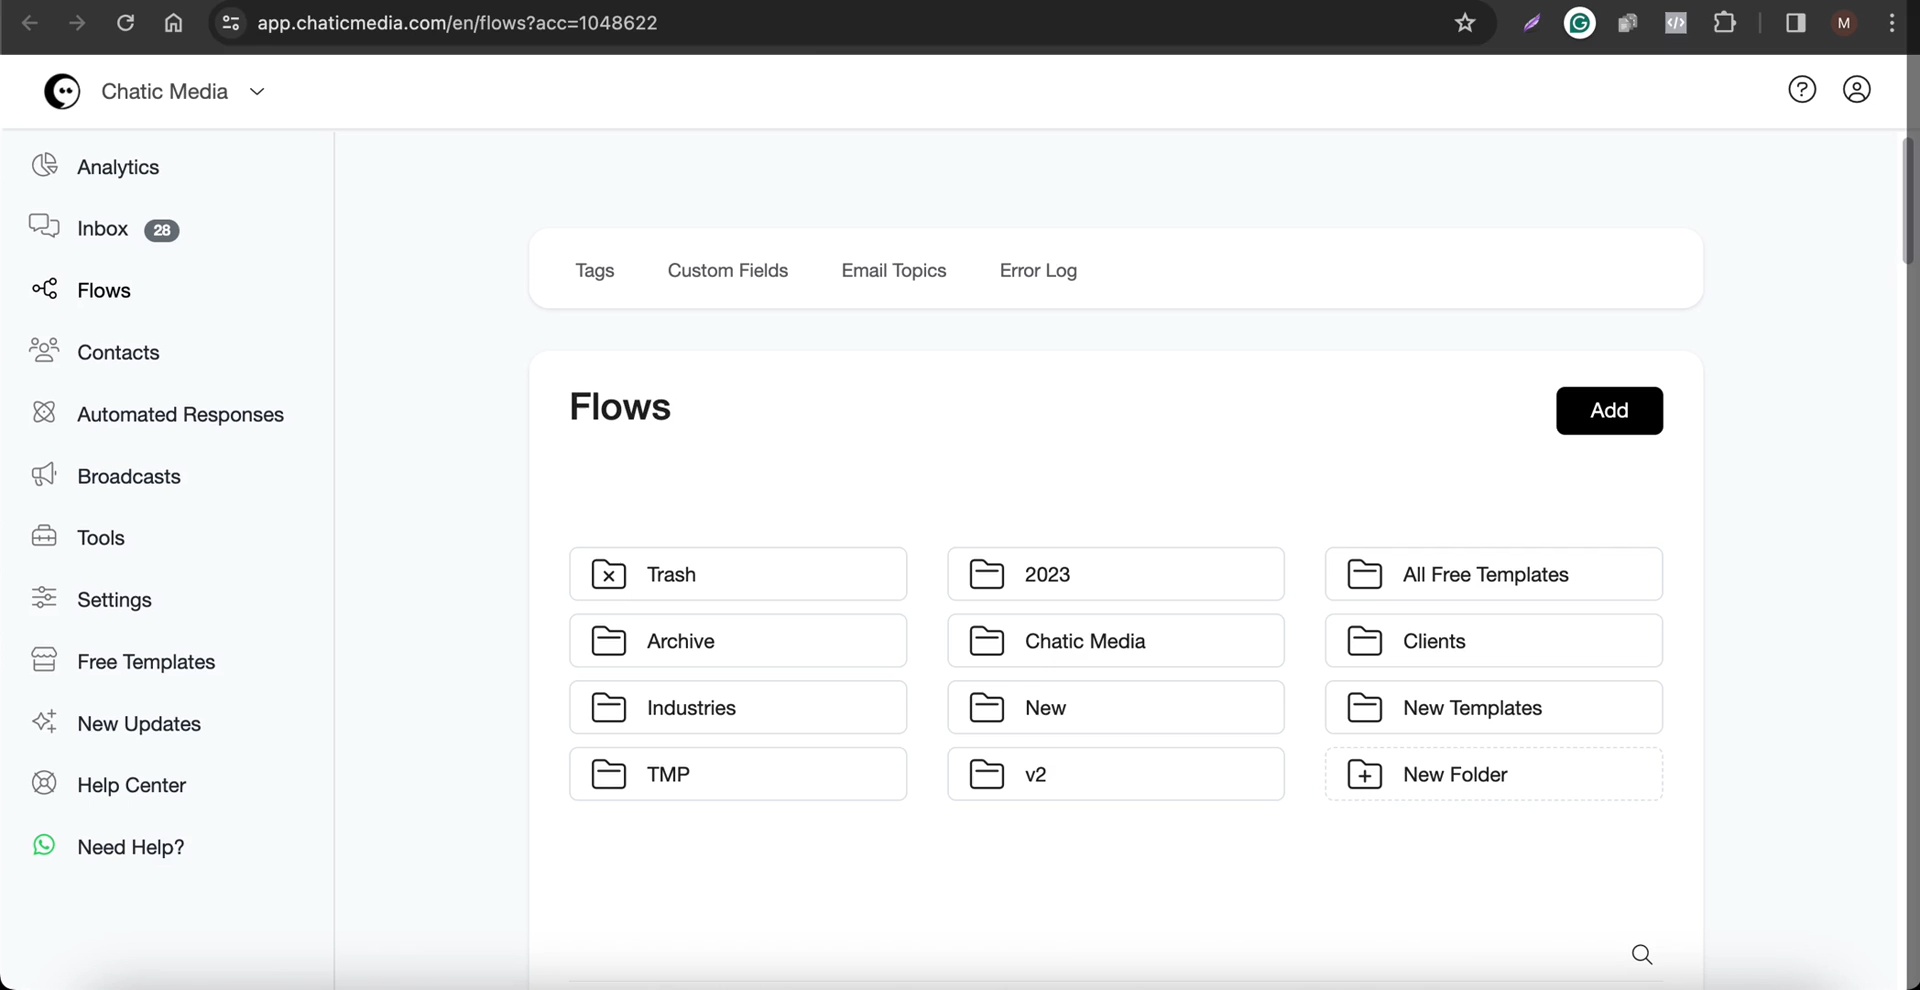 app.chaticmedia.com/en/flows?acc=1048622
M
Chatic Media
Analytics
Inbox 28
Flows
Contacts
Automated Responses
Broadcasts
Tools
Settings
Free Templates
New Updates
Help Center
Need Help?
Tags Custom Fields Email Topics Error Log
Flows
Add
Trash 2023 All Free Templates
Archive Chatic Media Clients
Industries New New Templates
TMP v2 New Folder